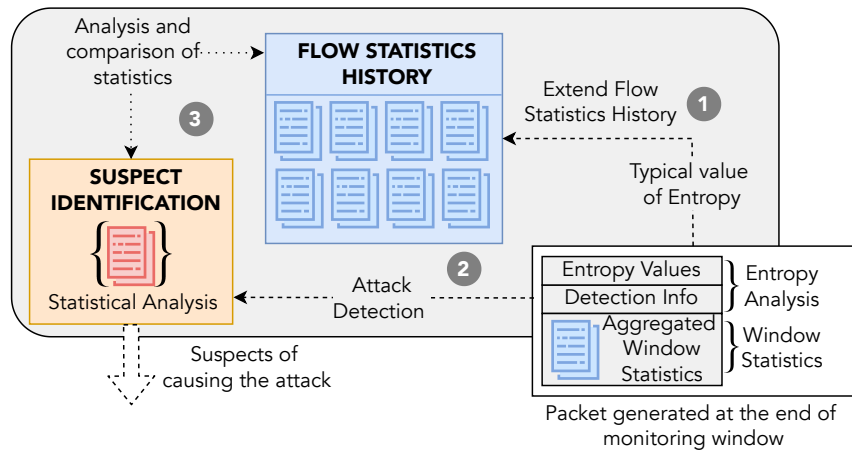 Analysis and
comparison of
statistics
FLOW STATISTICS
HISTORY
Extend Flow
Statistics History
1
3
Typical value
of Entropy
SUSPECT
IDENTIFICATION
{ }
Statistical Analysis
2
Attack
Detection
Entropy Values
Detection Info
} Entropy
Analysis
Aggregated
Window
Statistics
} Window
Statistics
Suspects of
causing the attack
Packet generated at the end of
monitoring window